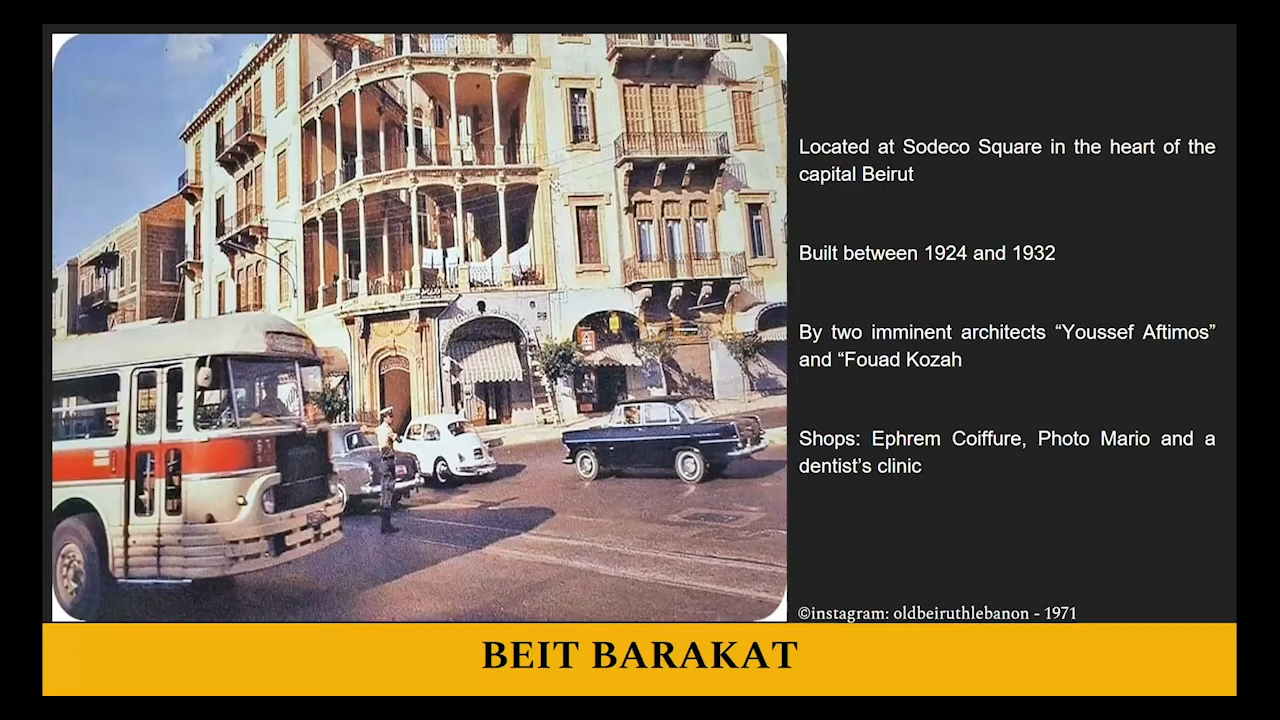 Located at Sodeco Square in the heart of the
capital Beirut
Built between 1924 and 1932
By two imminent architects “Youssef Aftimos”
and “Fouad Kozah
Shops: Ephrem Coiffure, Photo Mario and a
dentist’s clinic
©instagram: oldbeiruthlebanon - 1971
BEIT BARAKAT